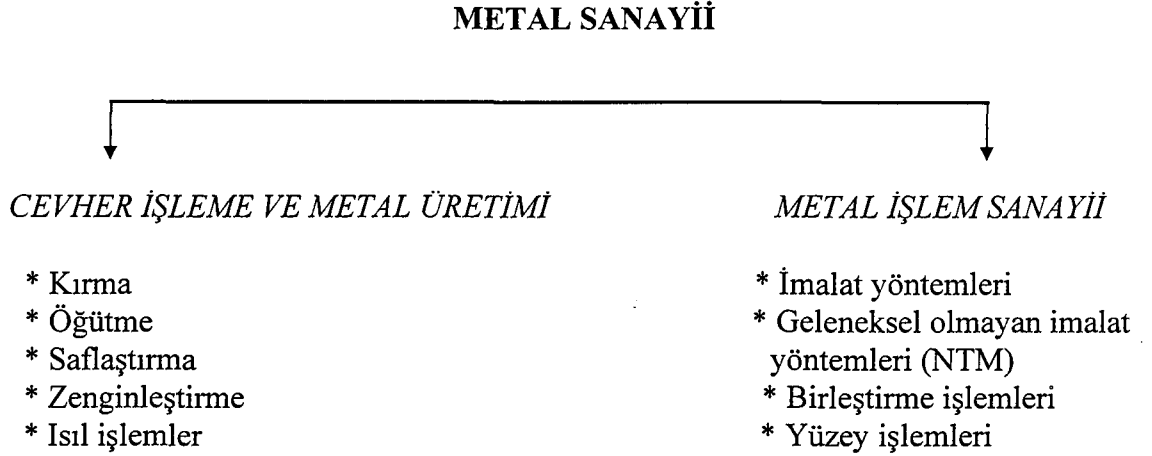 METAL SANAYİİ
CEVHER İŞLEME VE METAL ÜRETİMİ
* Kırma
* Öğütme
* Saflaştırma
* Zenginleştirme
* Isıl işlemler
METAL İŞLEM SANAYİİ
* İmalat yöntemleri
* Geleneksel olmayan imalat
yöntemleri (NTM)
* Birleştirme işlemleri
* Yüzey işlemleri